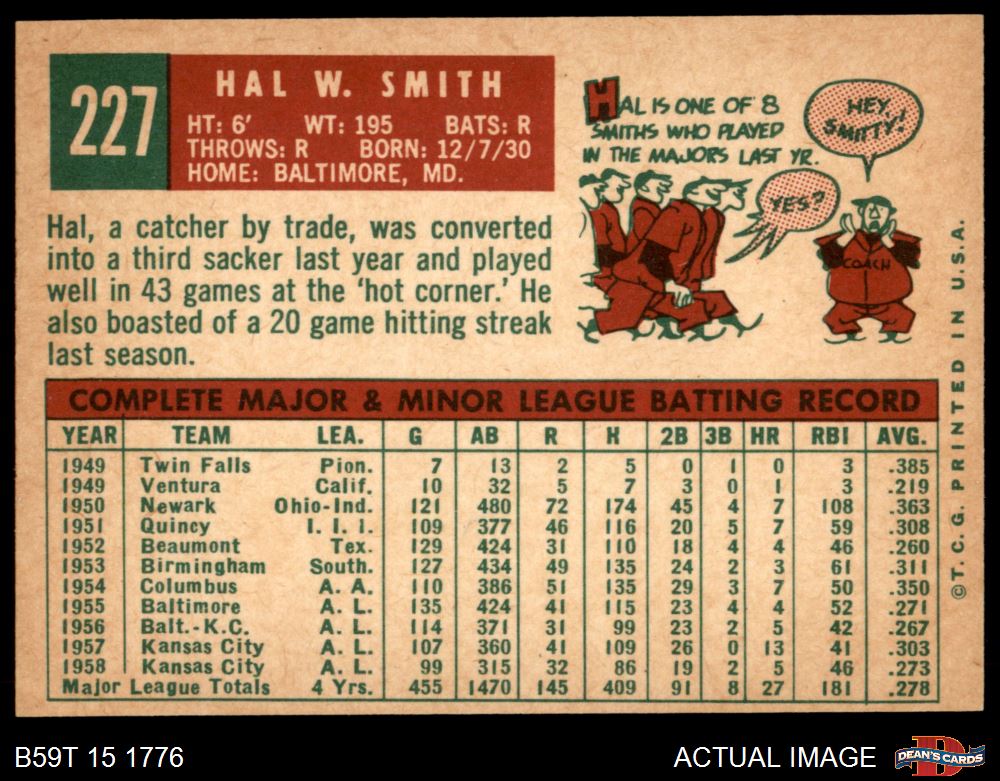 227
HAL W. SMITH
HT: 6′ WT: 195 BATS: R
THROWS: R BORN: 12/7/30
HOME: BALTIMORE, MD.
HAL IS ONE OF 8
SMITHS WHO PLAYED
IN THE MAJORS LAST YR.
HEY,
SMITTY!
YES?
COACH
Hal, a catcher by trade, was converted
into a third sacker last year and played
well in 43 games at the 'hot corner.' He
also boasted of a 20 game hitting streak
last season.
COMPLETE MAJOR & MINOR LEAGUE BATTING RECORD
YEAR TEAM LEA. G AB R H 2B 3B HR RBI AVG.
1949 Twin Falls Pion. 7 13 2 5 0 1 0 3 .385
1949 Ventura Calif. 10 32 5 7 3 0 1 3 .219
1950 Newark Ohio-Ind. 121 480 72 174 45 4 7 108 .363
1951 Quincy I. I. I. 109 377 46 116 20 5 7 59 .308
1952 Beaumont Tex. 129 424 31 110 18 4 4 46 .260
1953 Birmingham South. 127 434 49 135 24 2 3 61 .311
1954 Columbus A. A. 110 386 51 135 29 3 7 50 .350
1955 Baltimore A. L. 135 424 41 115 23 4 4 52 .271
1956 Balt.-K.C. A. L. 114 371 31 99 23 2 5 42 .267
1957 Kansas City A. L. 107 360 41 109 26 0 13 41 .303
1958 Kansas City A. L. 99 315 32 86 19 2 5 46 .273
Major League Totals 4 Yrs. 455 1470 145 409 91 8 27 181 .278
©T. C. G. PRINTED IN U.S.A.
B59T 15 1776
ACTUAL IMAGE
D
DEAN'S CARDS